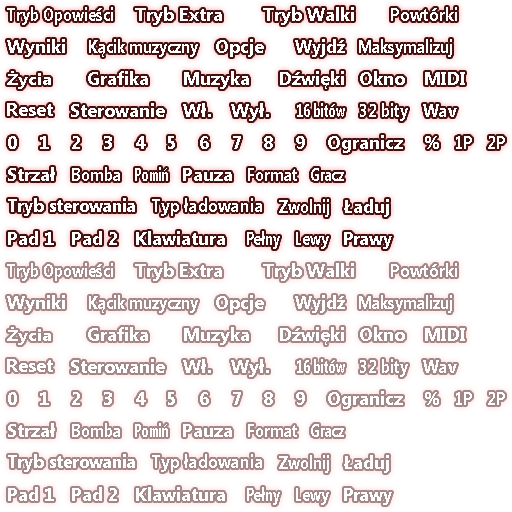 Tryb Opowieści Tryb Extra Tryb Walki Powtórki
Wyniki Kącik muzyczny Opcje Wyjdź Maksymalizuj
Życia Grafika Muzyka Dźwięki Okno MIDI
Reset Sterowanie Wł. Wył. 16 bitów 32 bity Wav
0 1 2 3 4 5 6 7 8 9 Ogranicz % 1P 2P
Strzał Bomba Pomiń Pauza Format Gracz
Tryb sterowania Typ ładowania Zwolnij Ładuj
Pad 1 Pad 2 Klawiatura Pełny Lewy Prawy
Tryb Opowieści Tryb Extra Tryb Walki Powtórki
Wyniki Kącik muzyczny Opcje Wyjdź Maksymalizuj
Życia Grafika Muzyka Dźwięki Okno MIDI
Reset Sterowanie Wł. Wył. 16 bitów 32 bity Wav
0 1 2 3 4 5 6 7 8 9 Ogranicz % 1P 2P
Strzał Bomba Pomiń Pauza Format Gracz
Tryb sterowania Typ ładowania Zwolnij Ładuj
Pad 1 Pad 2 Klawiatura Pełny Lewy Prawy